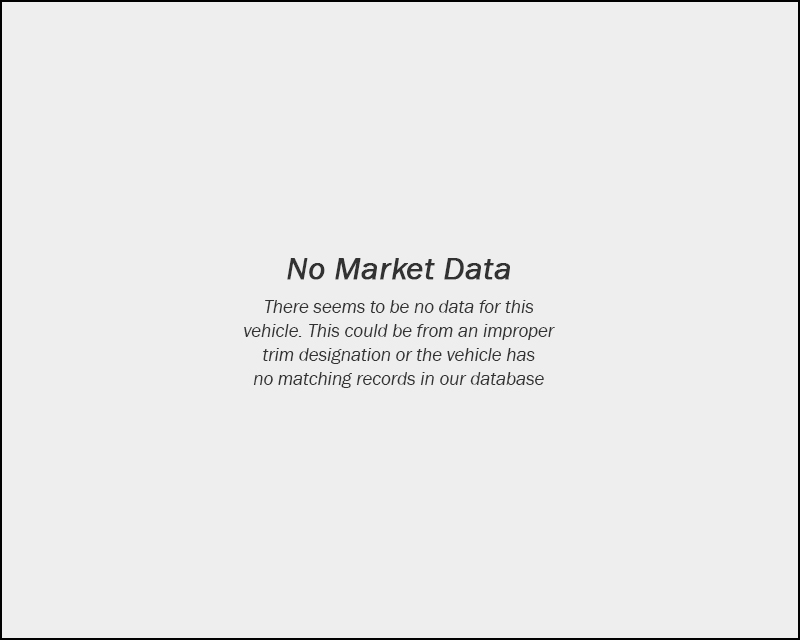 No Market Data
There seems to be no data for this
vehicle. This could be from an improper
trim designation or the vehicle has
no matching records in our database